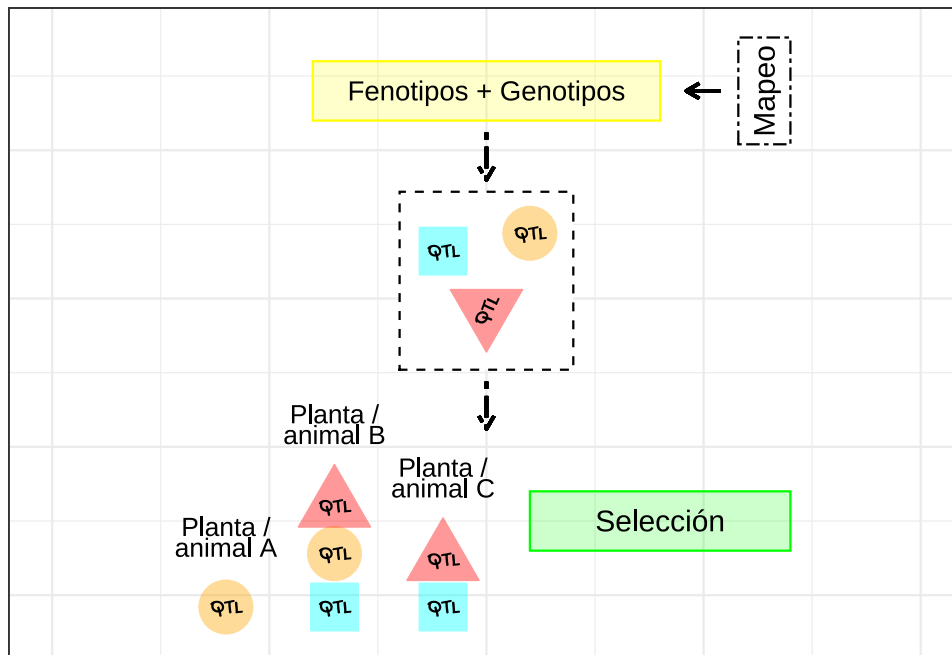 Fenotipos + Genotipos
Mapeo
QTL
QTL
QTL
Planta /
animal B
Planta /
animal C
Planta /
animal A
Selección
QTL
QTL
QTL
QTL
QTL
QTL